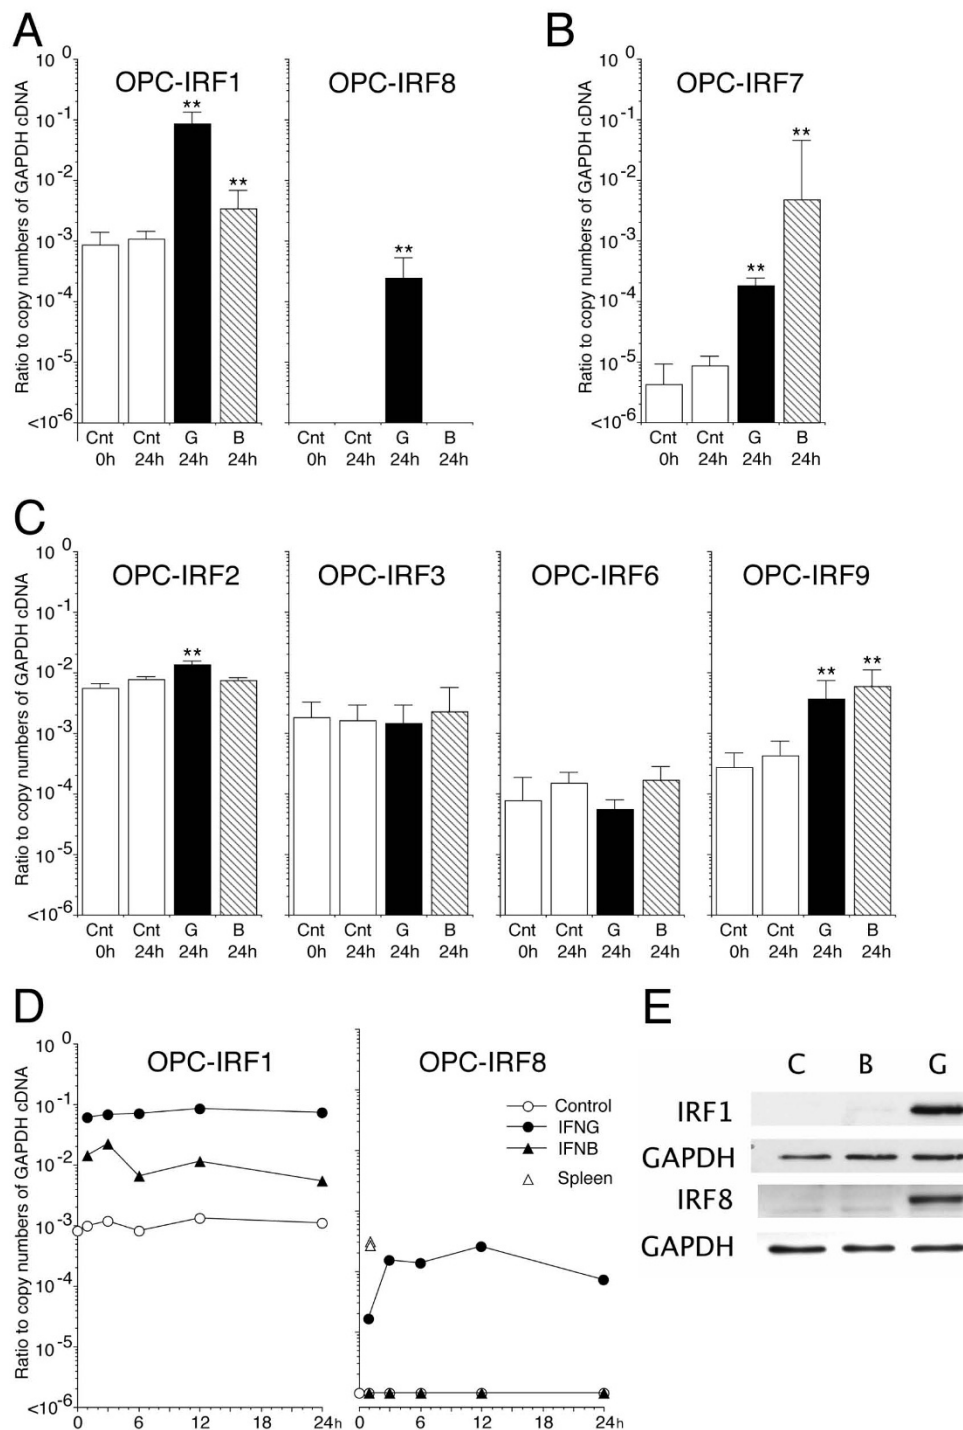 A
B
OPC-IRF1
OPC-IRF8
OPC-IRF7
Ratio to copy numbers of GAPDH cDNA
10 0
10 -1
10 -2
10 -3
10 -4
10 -5
<10 -6
**
**
**
Cnt 0h
Cnt 24h
G 24h
B 24h
Cnt 0h
Cnt 24h
G 24h
B 24h
Ratio to copy numbers of GAPDH cDNA
10 0
10 -1
10 -2
10 -3
10 -4
10 -5
<10 -6
**
**
Cnt 0h
Cnt 24h
G 24h
B 24h
C
OPC-IRF2
OPC-IRF3
OPC-IRF6
OPC-IRF9
Ratio to copy numbers of GAPDH cDNA
10 0
10 -1
10 -2
10 -3
10 -4
10 -5
<10 -6
**
**
**
Cnt 0h
Cnt 24h
G 24h
B 24h
Cnt 0h
Cnt 24h
G 24h
B 24h
Cnt 0h
Cnt 24h
G 24h
B 24h
Cnt 0h
Cnt 24h
G 24h
B 24h
D
OPC-IRF1
OPC-IRF8
Ratio to copy numbers of GAPDH cDNA
10 0
10 -1
10 -2
10 -3
10 -4
10 -5
<10 -6
Control
IFNG
IFNB
Spleen
0 6 12 18 24h
0 6 12 18 24h
E
C B G
IRF1
GAPDH
IRF8
GAPDH